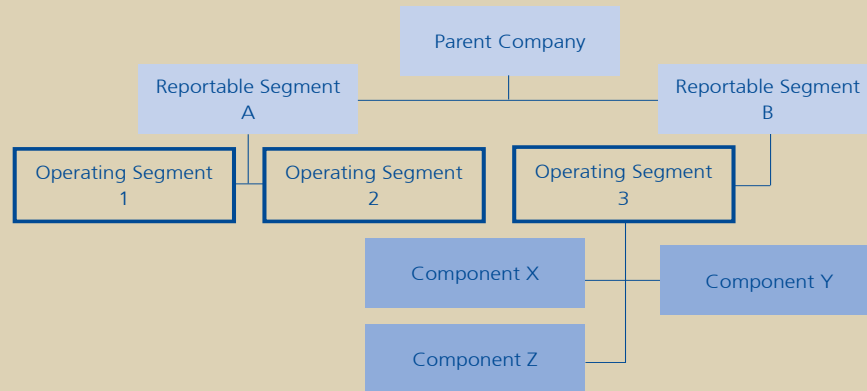 Parent Company
Reportable Segment
A
Reportable Segment
B
Operating Segment
1
Operating Segment
2
Operating Segment
3
Component X
Component Y
Component Z